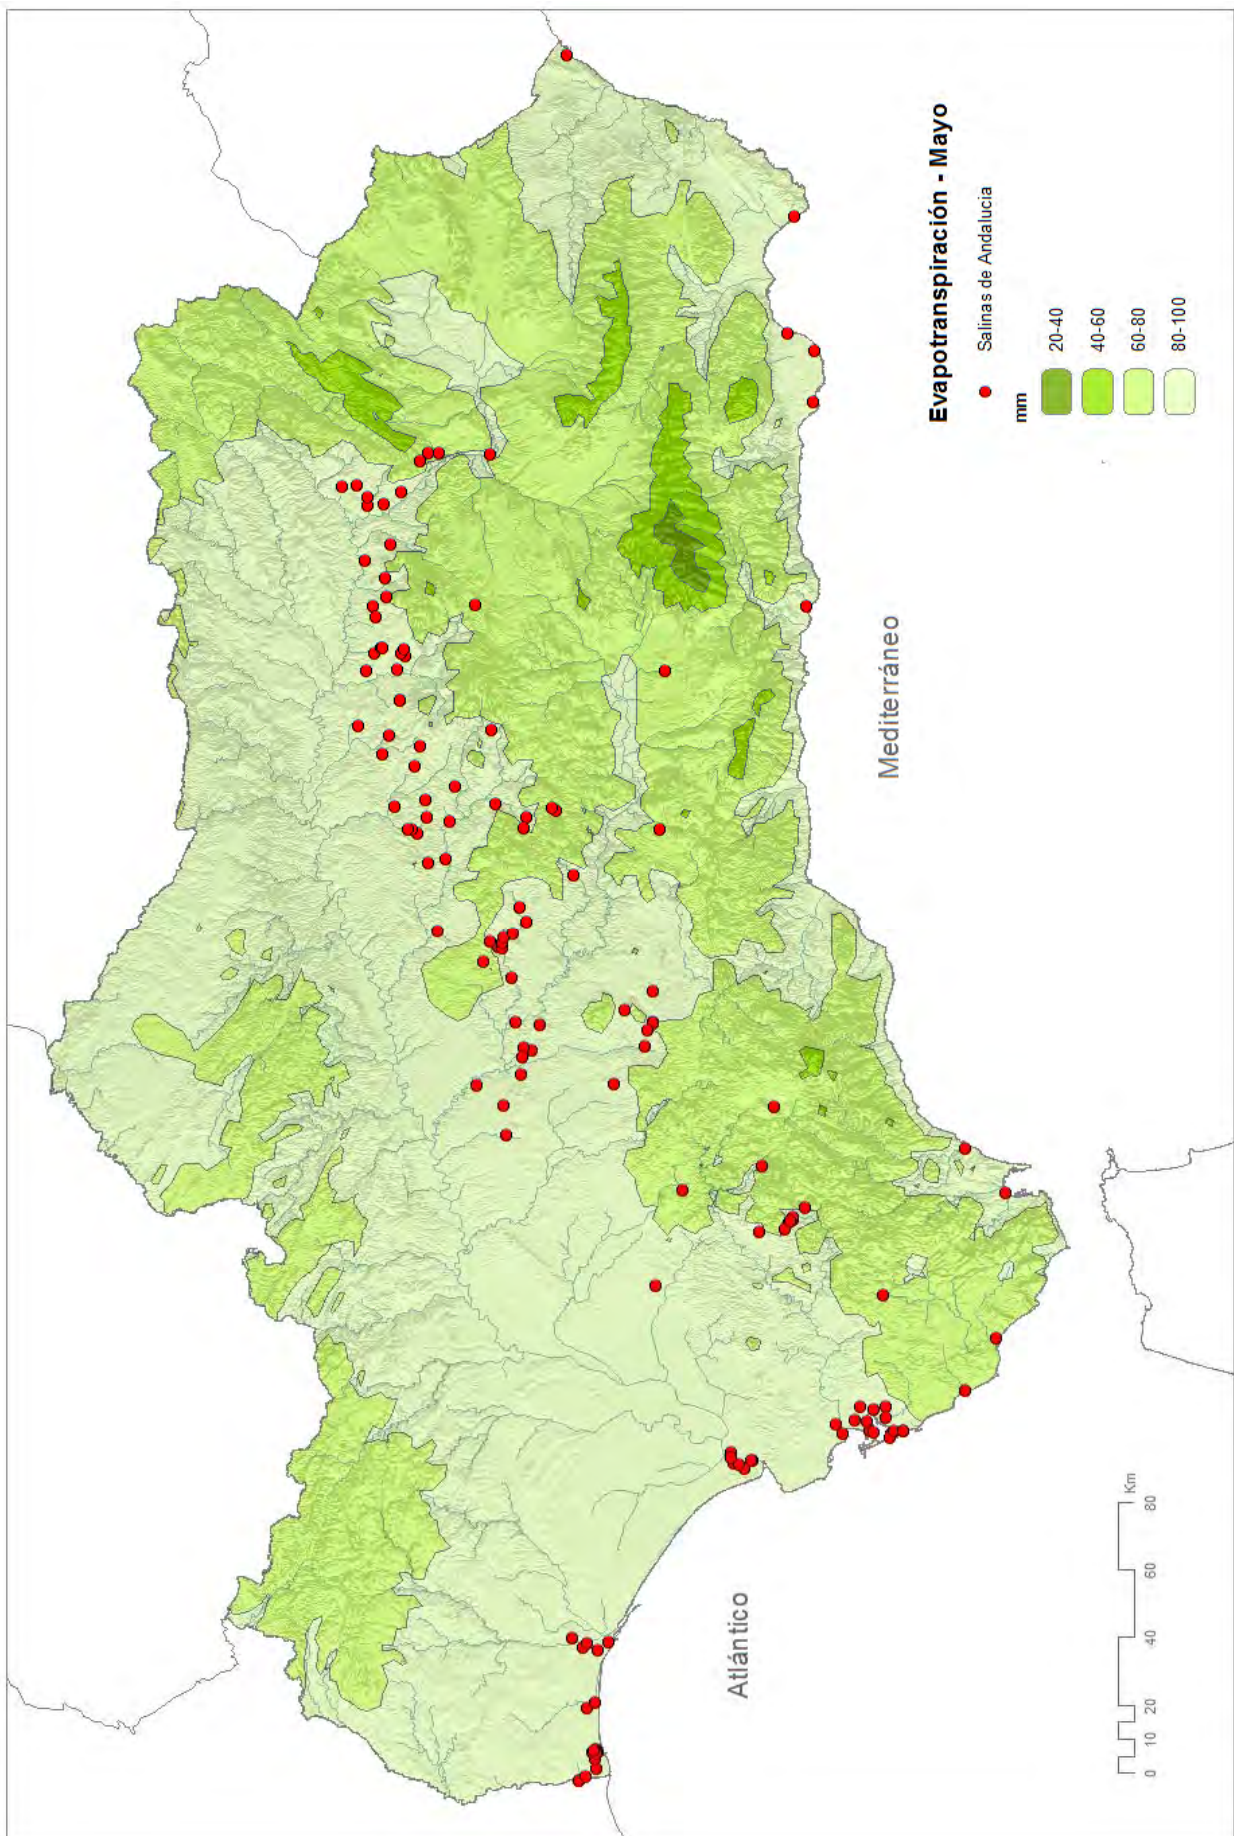 Evapotranspiración - Mayo
Salinas de Andalucia
mm
20-40
40-60
60-80
80-100
Mediterráneo
Atlántico
Km
0 10 20 40 60 80